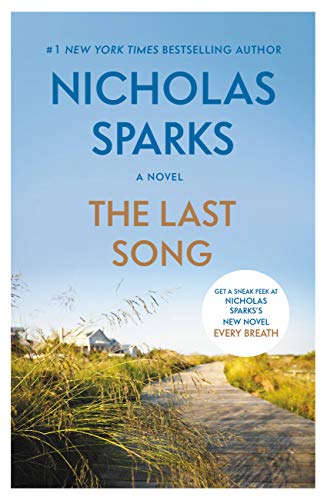 #1 NEW YORK TIMES BESTSELLING AUTHOR
NICHOLAS
SPARKS
A NOVEL
THE LAST
SONG
GET A SNEAK PEEK AT
NICHOLAS
SPARKS'S
NEW NOVEL
EVERY BREATH